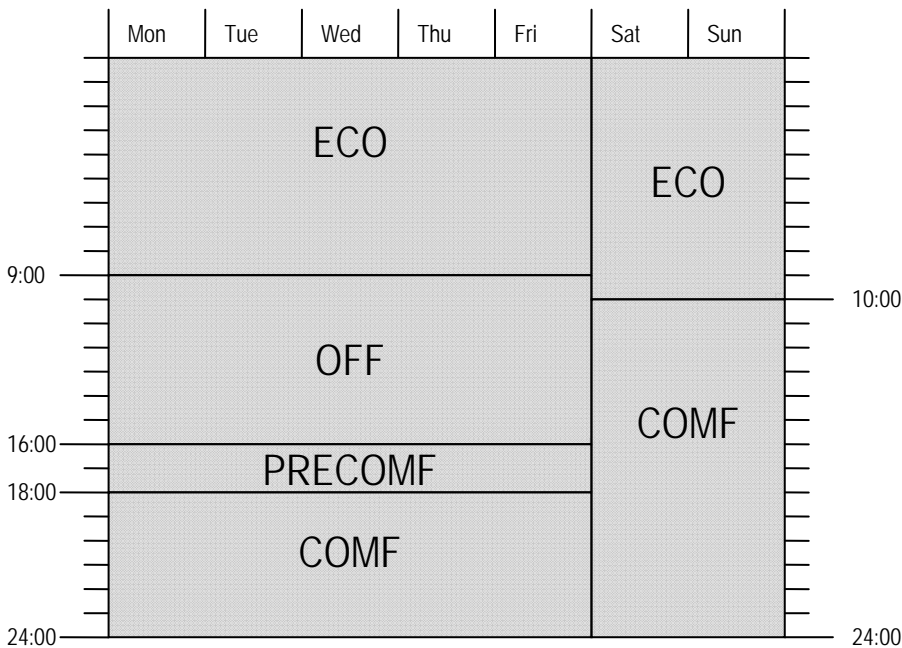 Mon Tue Wed Thu Fri Sat Sun
ECO
ECO
9:00
10:00
OFF
COMF
16:00
PRECOMF
18:00
COMF
24:00 24:00